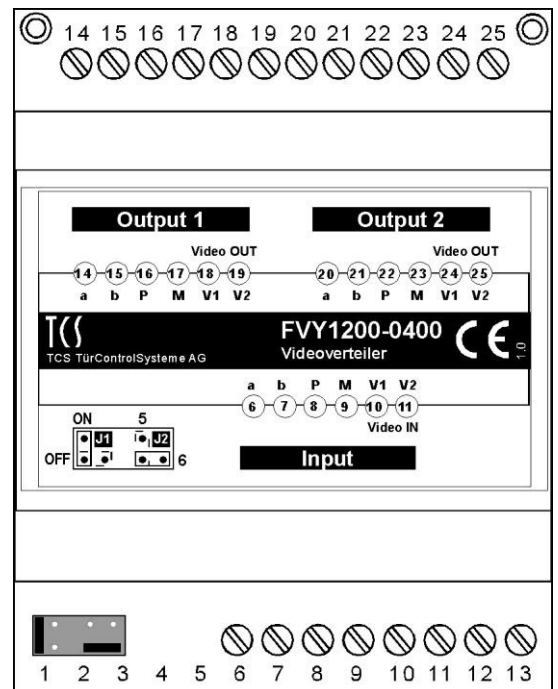 14 15 16 17 18 19 20 21 22 23 24 25
Output 1 Output 2
Video OUT Video OUT
14 15 16 17 18 19 20 21 22 23 24 25
a b P M V1 V2 a b P M V1 V2
TCS FVY1200-0400 CE 1.0
TCS TürControlSysteme AG Videoverteiler
a b P M V1 V2
6 7 8 9 10 11
Video IN
ON 5
J1 J2
OFF 6
Input
1 2 3 4 5 6 7 8 9 10 11 12 13